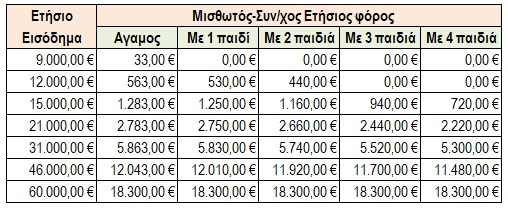 Ετήσιο Εισόδημα Μισθωτός-Συν/χος Ετήσιος φόρος
Αγαμος Με 1 παιδί Με 2 παιδιά Με 3 παιδιά Με 4 παιδιά
9.000,00 € 33,00 € 0,00 € 0,00 € 0,00 € 0,00 €
12.000,00 € 563,00 € 530,00 € 440,00 € 0,00 € 0,00 €
15.000,00 € 1.283,00 € 1.250,00 € 1.160,00 € 940,00 € 720,00 €
21.000,00 € 2.783,00 € 2.750,00 € 2.660,00 € 2.440,00 € 2.220,00 €
31.000,00 € 5.863,00 € 5.830,00 € 5.740,00 € 5.520,00 € 5.300,00 €
46.000,00 € 12.043,00 € 12.010,00 € 11.920,00 € 11.700,00 € 11.480,00 €
60.000,00 € 18.300,00 € 18.300,00 € 18.300,00 € 18.300,00 € 18.300,00 €